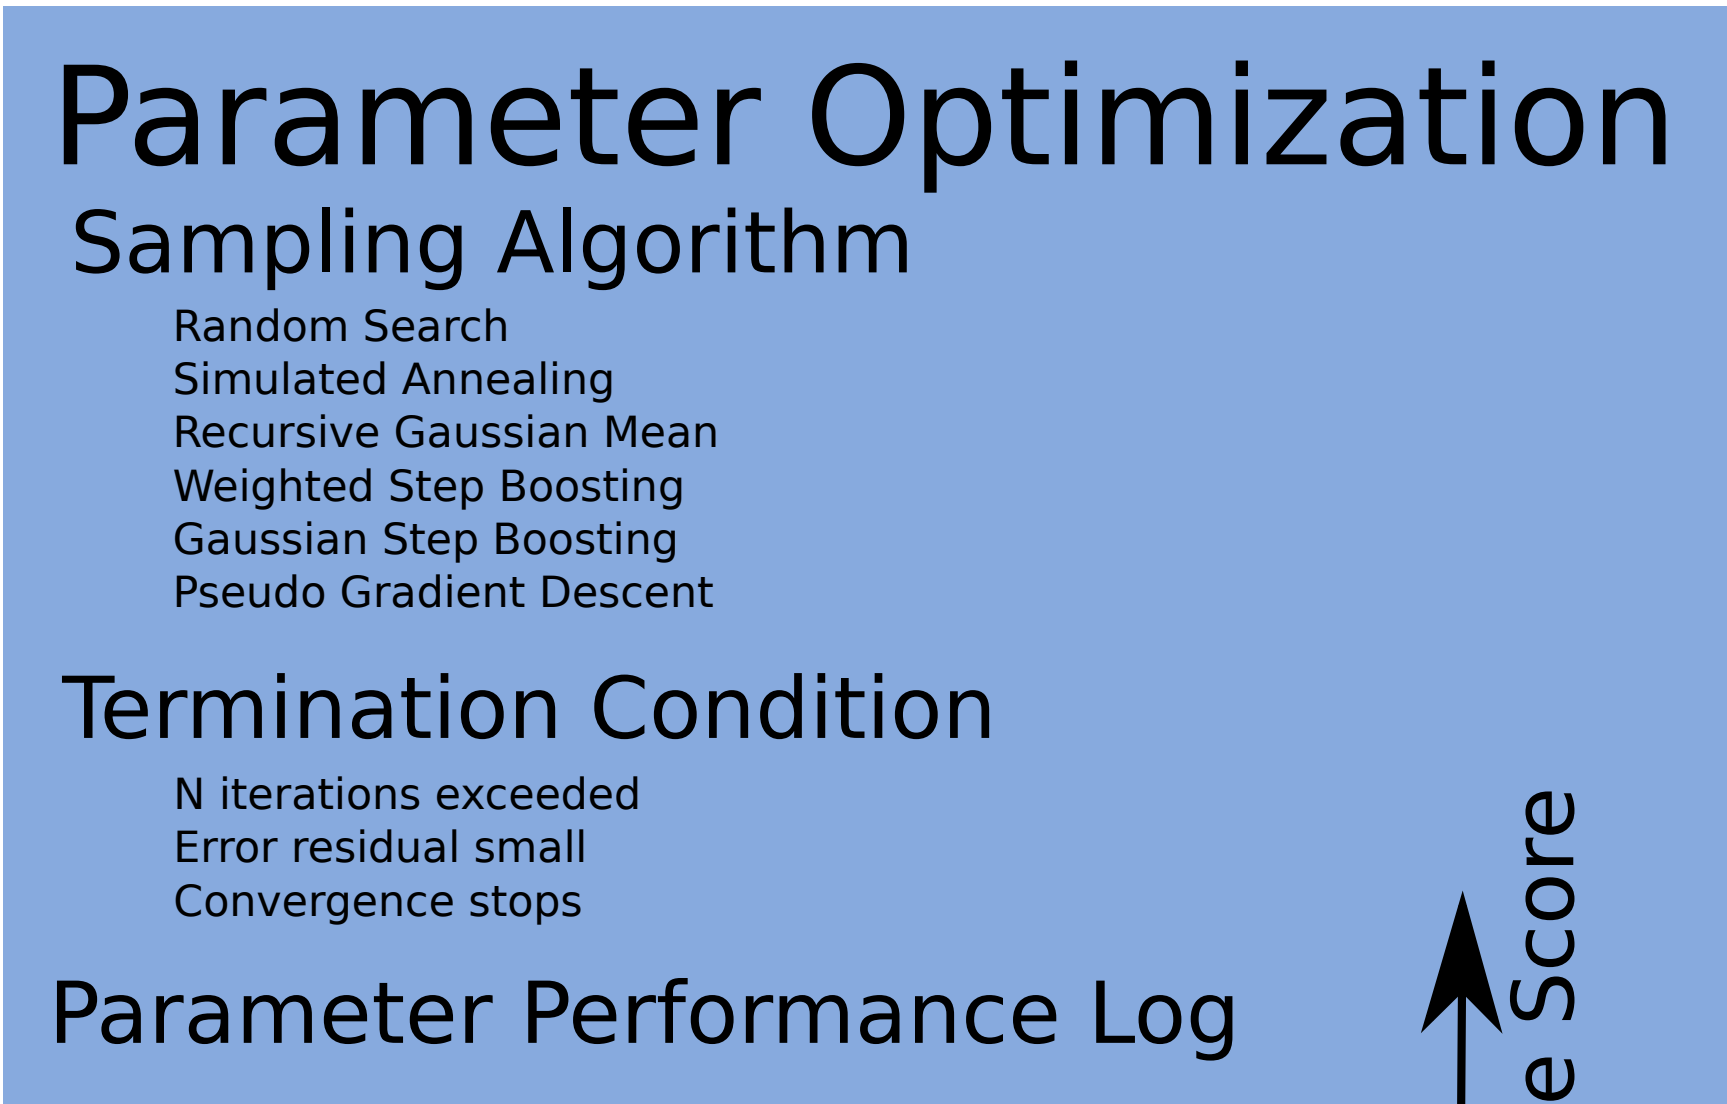 Parameter Optimization
Sampling Algorithm
Random Search
Simulated Annealing
Recursive Gaussian Mean
Weighted Step Boosting
Gaussian Step Boosting
Pseudo Gradient Descent
Termination Condition
N iterations exceeded
Error residual small
Convergence stops
Parameter Performance Log
Score